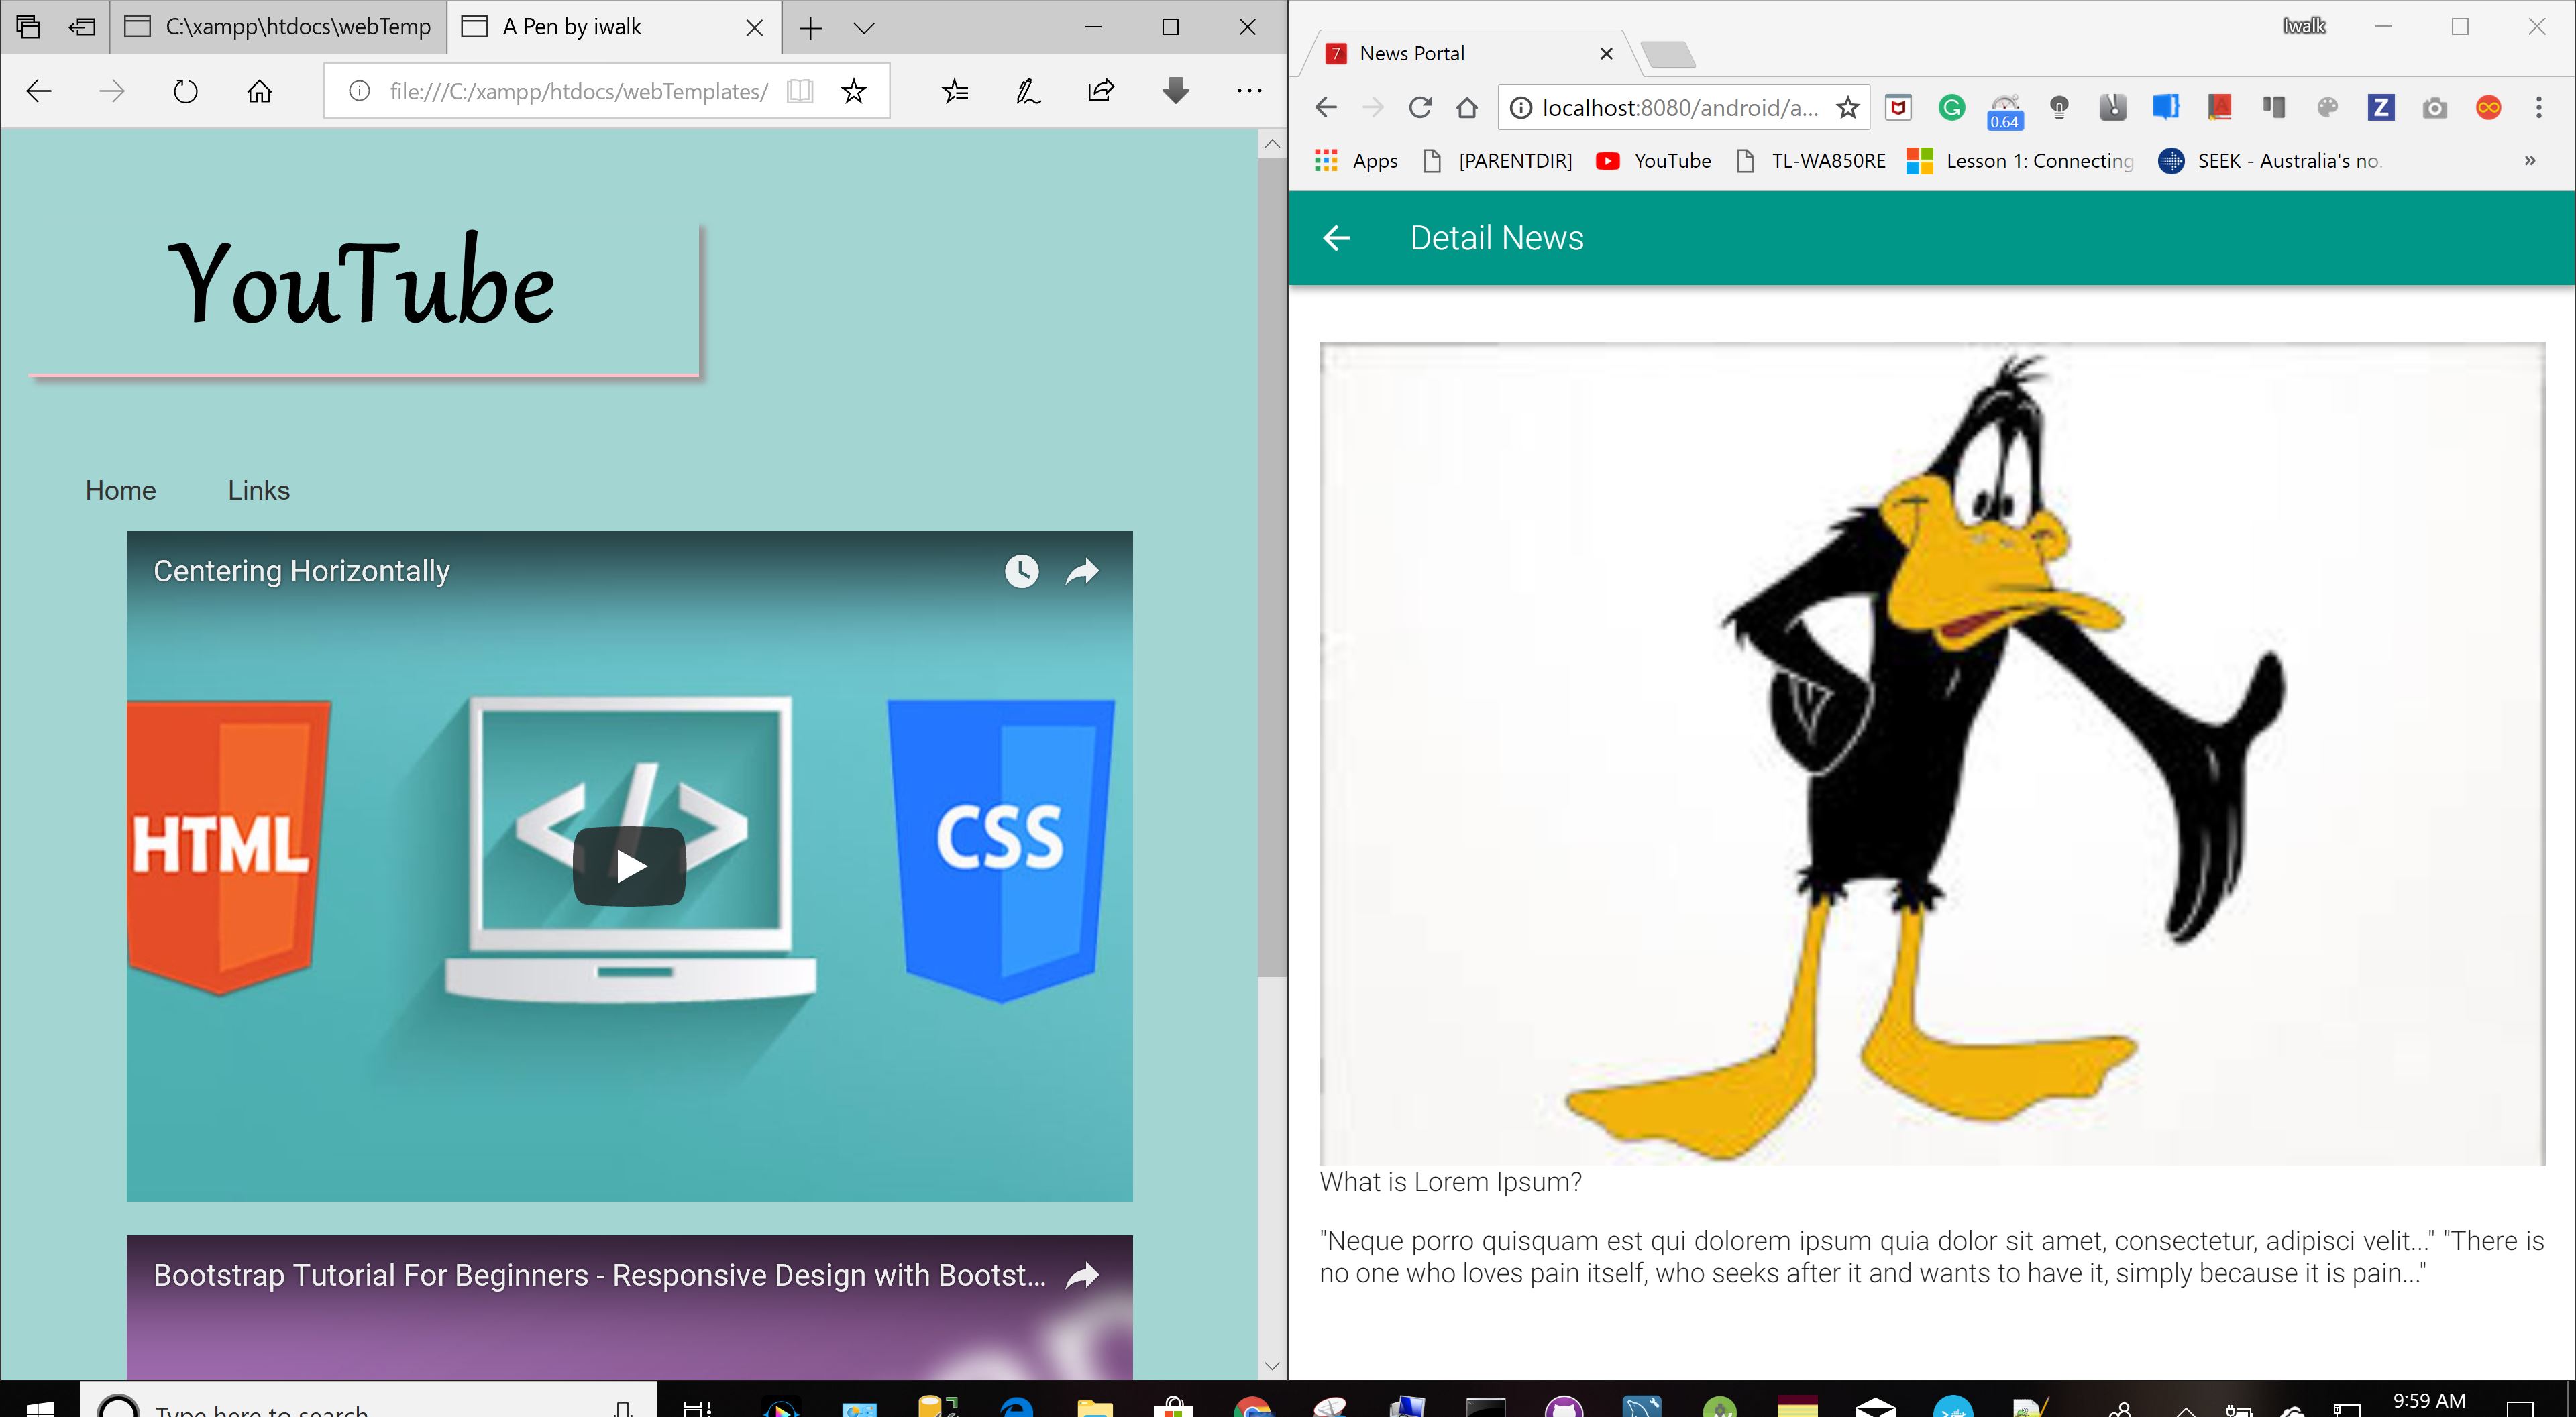 C:\xampp\htdocs\webTemp
A Pen by iwalk
file:///C:/xampp/htdocs/webTemplates/
YouTube
Home Links
Centering Horizontally
HTML
</>
CSS
Bootstrap Tutorial For Beginners - Responsive Design with Bootst...
Iwalk
7 News Portal
localhost:8080/android/a...
0.64
Z
Apps [PARENTDIR] YouTube TL-WA850RE Lesson 1: Connecting SEEK - Australia's no.
Detail News
What is Lorem Ipsum?
"Neque porro quisquam est qui dolorem ipsum quia dolor sit amet, consectetur, adipisci velit..." "There is
no one who loves pain itself, who seeks after it and wants to have it, simply because it is pain..."
Type here to search
9:59 AM